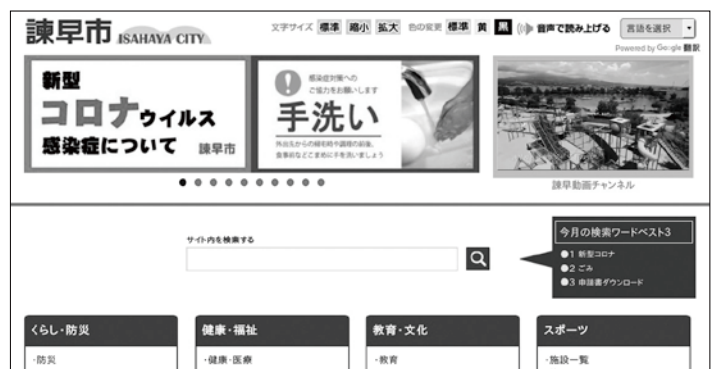 諫早市 ISAHAYA CITY
文字サイズ 標準 縮小 拡大 色の変更 標準 黄 黒 音声で読み上げる 言語を選択
Powered by Google 翻訳
新型
コロナウイルス
感染症について 諫早市
感染症対策への
ご協力をお願いします
手洗い
外出先からの帰宅時や調理の前後、
食事前などこまめに手を洗いましょう
諫早動画チャンネル
サイト内を検索する
今月の検索ワードベスト3
●1 新型コロナ
●2 ごみ
●3 申請書ダウンロード
くらし・防災 健康・福祉 教育・文化 スポーツ
・防災 ・健康・医療 ・教育 ・施設一覧